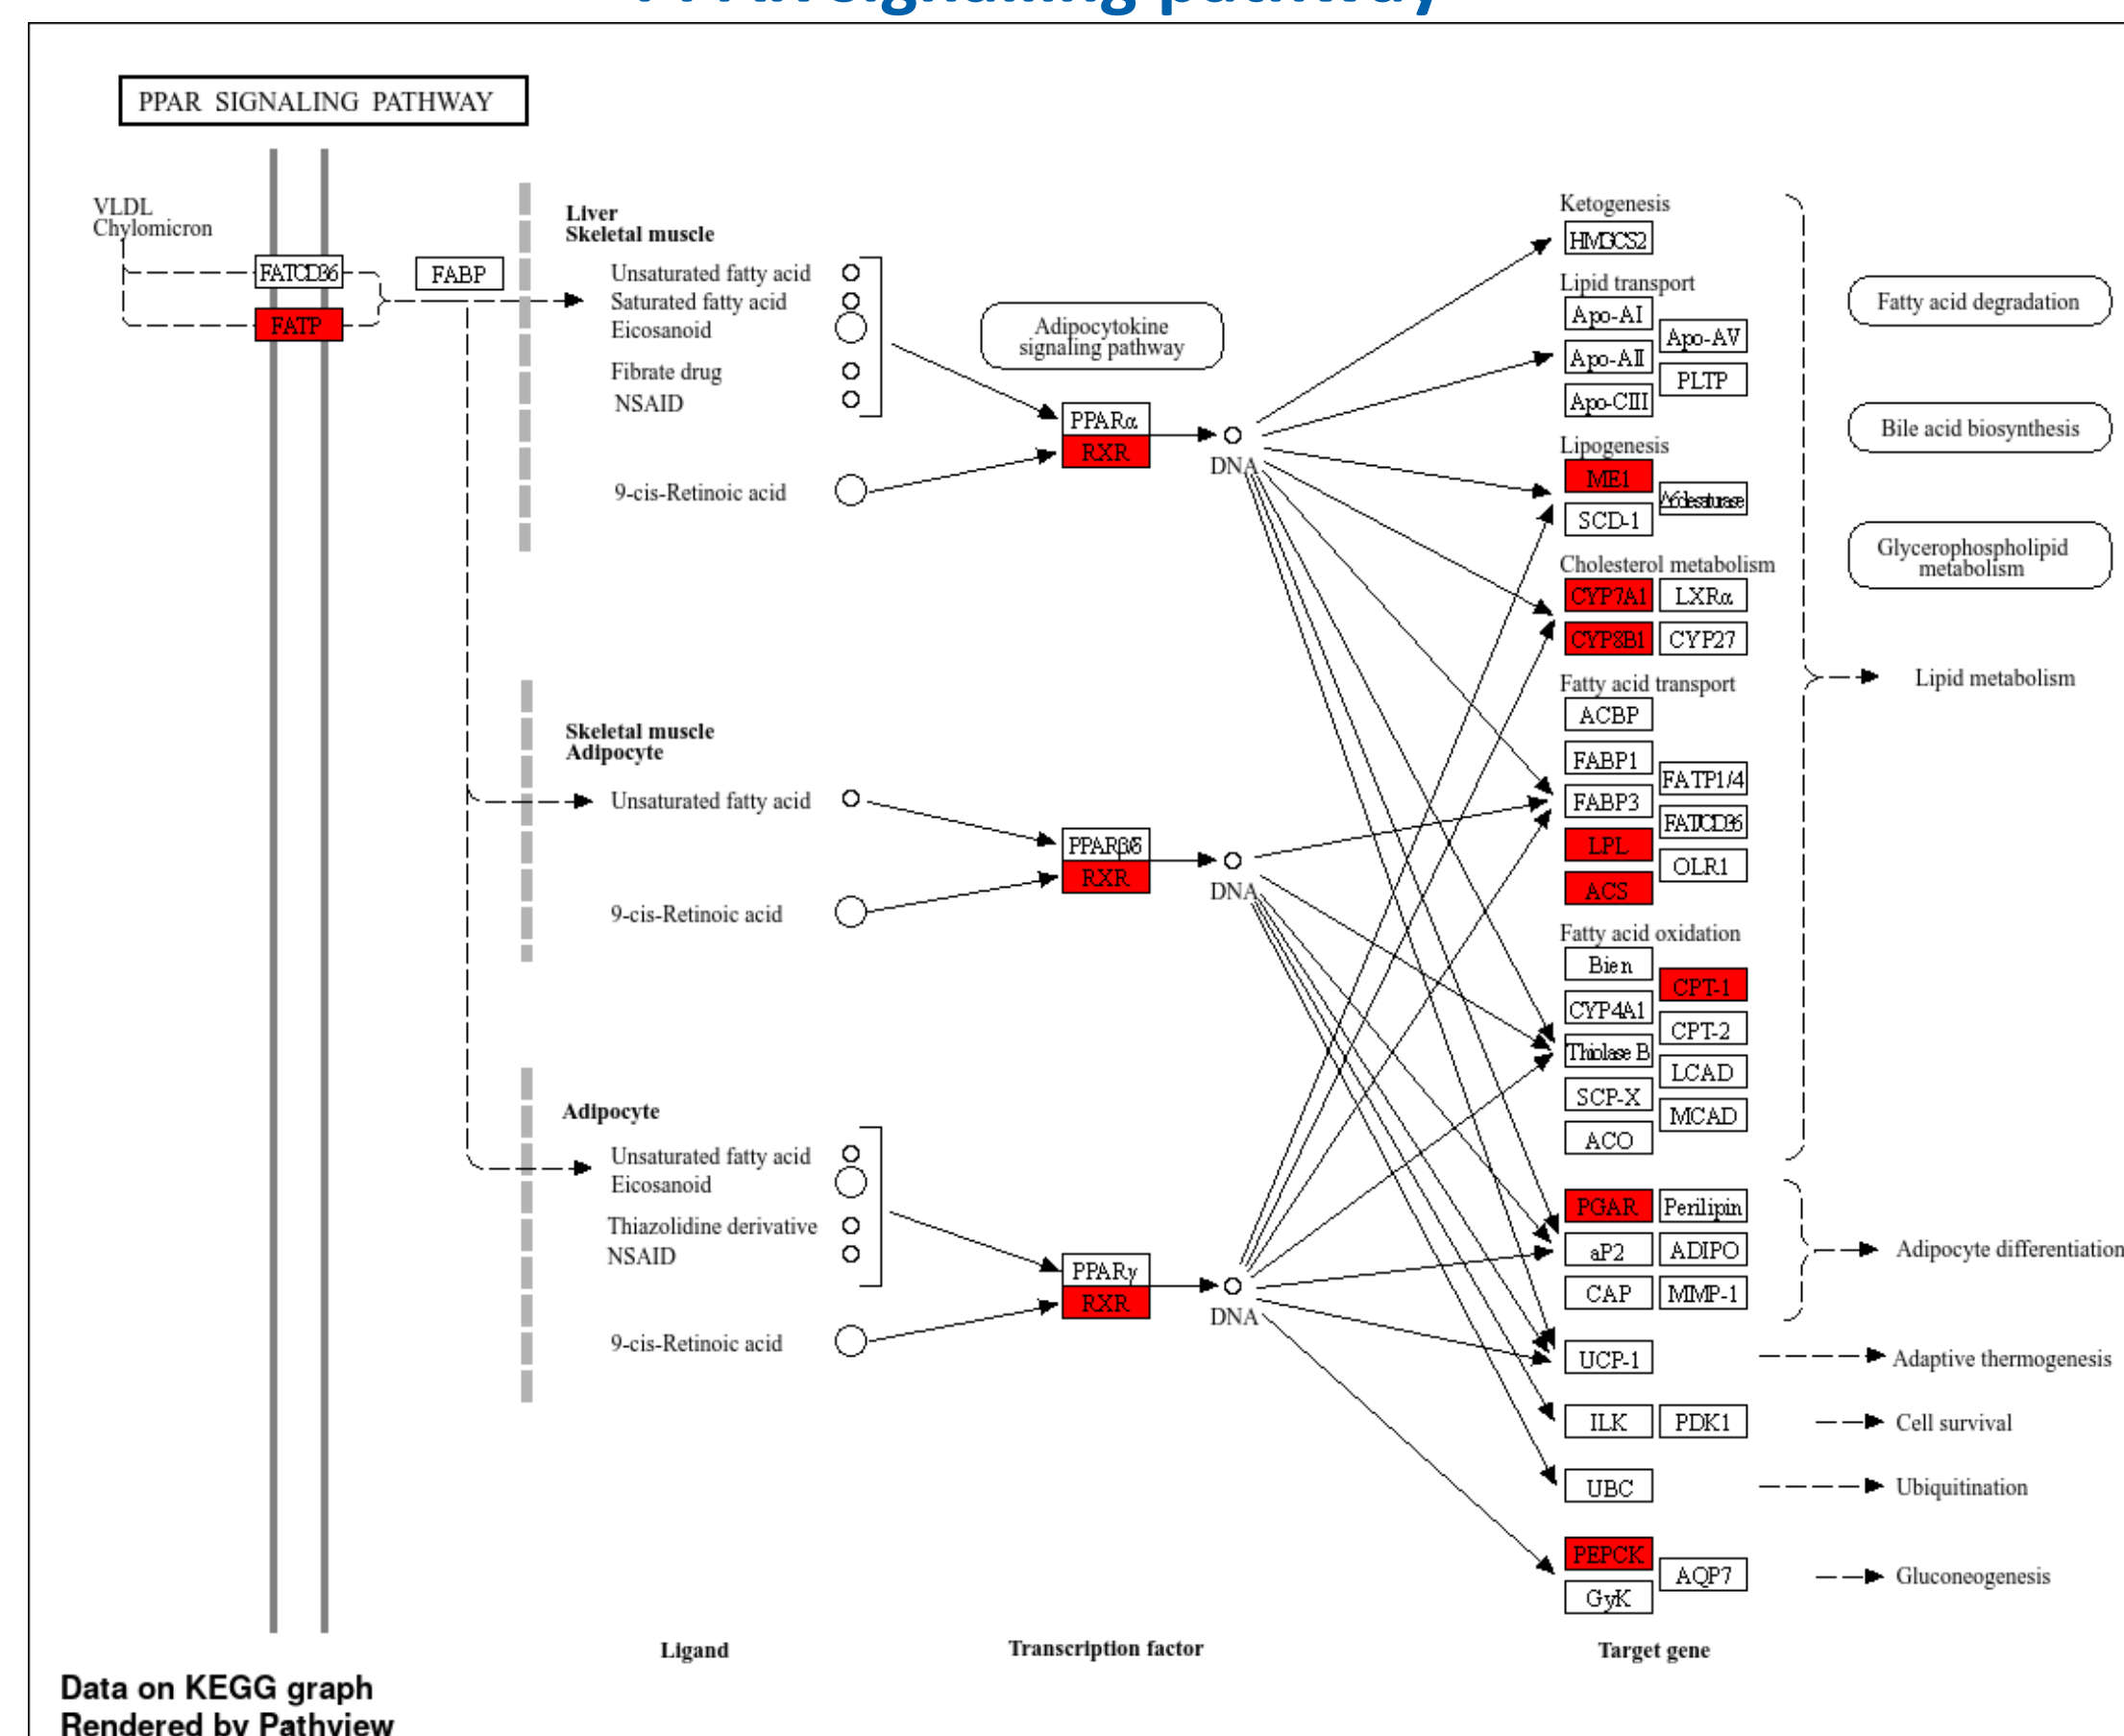 PPAR signalling pathway
PPAR SIGNALING PATHWAY
VLDL
Chylomicron
FATCD36
FATP
FABP
Liver
Skeletal muscle
Unsaturated fatty acid
Saturated fatty acid
Eicosanoid
Fibrate drug
NSAID
9-cis-Retinoic acid
Adipocytokine
signaling pathway
PPARα
RXR
DNA
Skeletal muscle
Adipocyte
Unsaturated fatty acid
9-cis-Retinoic acid
PPARβ/δ
RXR
DNA
Adipocyte
Unsaturated fatty acid
Eicosanoid
Thiazolidine derivative
NSAID
9-cis-Retinoic acid
PPARγ
RXR
DNA
Ketogenesis
HMGCS2
Lipid transport
Apo-AI
Apo-AV
Apo-AII
PLTP
Apo-CIII
Lipogenesis
ME1
Δ6desaturase
SCD-1
Cholesterol metabolism
CYP7A1
LXRα
CYP8B1
CYP27
Fatty acid transport
ACBP
FABP1
FATP1/4
FABP3
FAT/CD36
LPL
OLR1
ACS
Fatty acid oxidation
Bien
CPT-1
CYP4A1
CPT-2
Thiolase B
LCAD
SCP-X
MCAD
ACO
PGAR
Perilipin
aP2
ADIPO
CAP
MMP-1
UCP-1
ILK
PDK1
UBC
PEPCK
AQP7
GyK
Fatty acid degradation
Bile acid biosynthesis
Glycerophospholipid
metabolism
Lipid metabolism
Adipocyte differentiation
Adaptive thermogenesis
Cell survival
Ubiquitination
Gluconeogenesis
Ligand
Transcription factor
Target gene
Data on KEGG graph
Rendered by Pathview